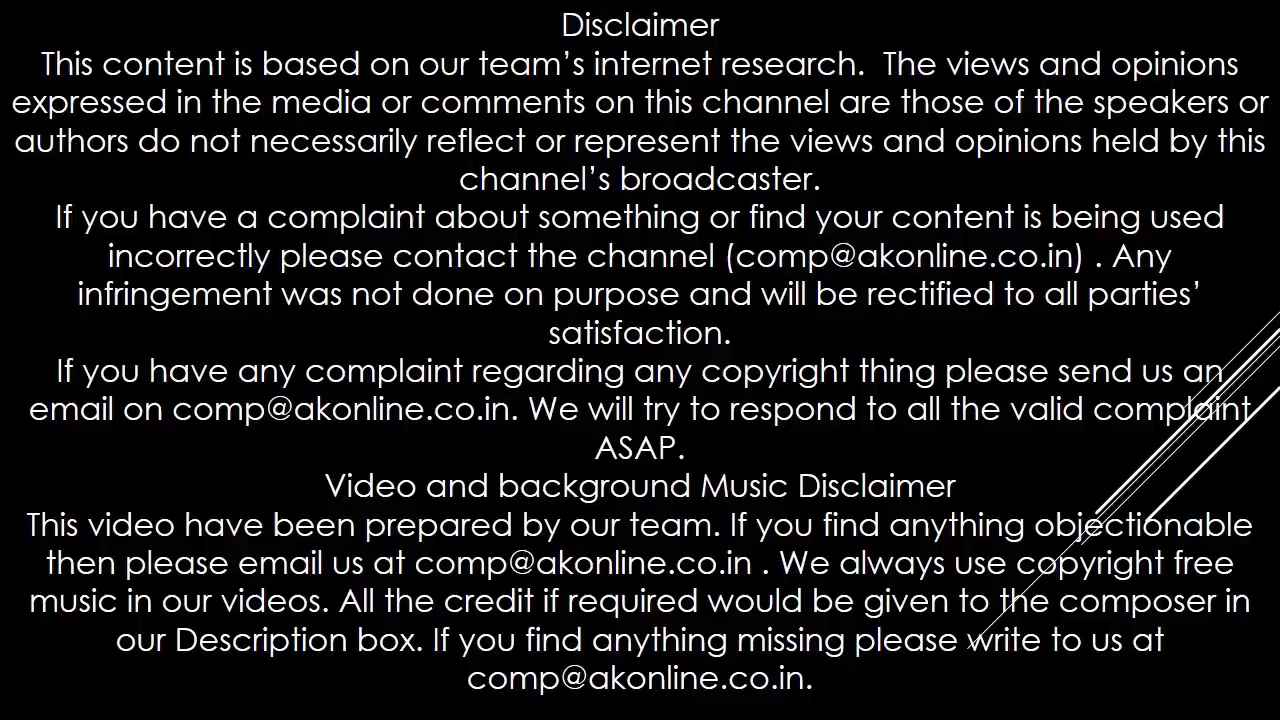 Disclaimer
This content is based on our team’s internet research.  The views and opinions
expressed in the media or comments on this channel are those of the speakers or
authors do not necessarily reflect or represent the views and opinions held by this
channel’s broadcaster.
If you have a complaint about something or find your content is being used
incorrectly please contact the channel (comp@akonline.co.in) . Any
infringement was not done on purpose and will be rectified to all parties’
satisfaction.
If you have any complaint regarding any copyright thing please send us an
email on comp@akonline.co.in. We will try to respond to all the valid complaint
ASAP.
Video and background Music Disclaimer
This video have been prepared by our team. If you find anything objectionable
then please email us at comp@akonline.co.in . We always use copyright free
music in our videos. All the credit if required would be given to the composer in
our Description box. If you find anything missing please write to us at
comp@akonline.co.in.